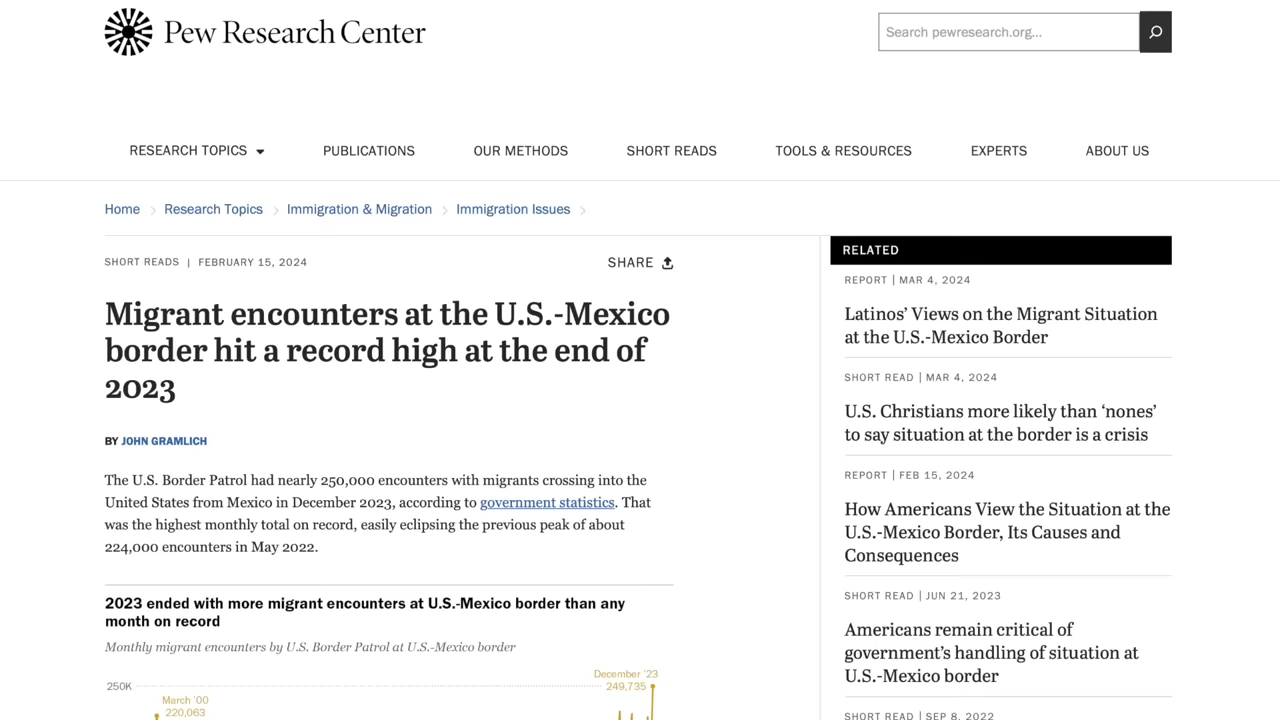 Pew Research Center
Search pewresearch.org...
RESEARCH TOPICS
PUBLICATIONS
OUR METHODS
SHORT READS
TOOLS & RESOURCES
EXPERTS
ABOUT US
Home
Research Topics
Immigration & Migration
Immigration Issues
SHORT READS | FEBRUARY 15, 2024
SHARE
Migrant encounters at the U.S.-Mexico
border hit a record high at the end of
2023
BY JOHN GRAMLICH
The U.S. Border Patrol had nearly 250,000 encounters with migrants crossing into the
United States from Mexico in December 2023, according to government statistics. That
was the highest monthly total on record, easily eclipsing the previous peak of about
224,000 encounters in May 2022.
2023 ended with more migrant encounters at U.S.-Mexico border than any
month on record
Monthly migrant encounters by U.S. Border Patrol at U.S.-Mexico border
December '23
250K
249,735
March '00
220,063
RELATED
REPORT | MAR 4, 2024
Latinos’ Views on the Migrant Situation
at the U.S.-Mexico Border
SHORT READ | MAR 4, 2024
U.S. Christians more likely than ‘nones’
to say situation at the border is a crisis
REPORT | FEB 15, 2024
How Americans View the Situation at the
U.S.-Mexico Border, Its Causes and
Consequences
SHORT READ | JUN 21, 2023
Americans remain critical of
government’s handling of situation at
U.S.-Mexico border
SHORT READ | SEP 8, 2022